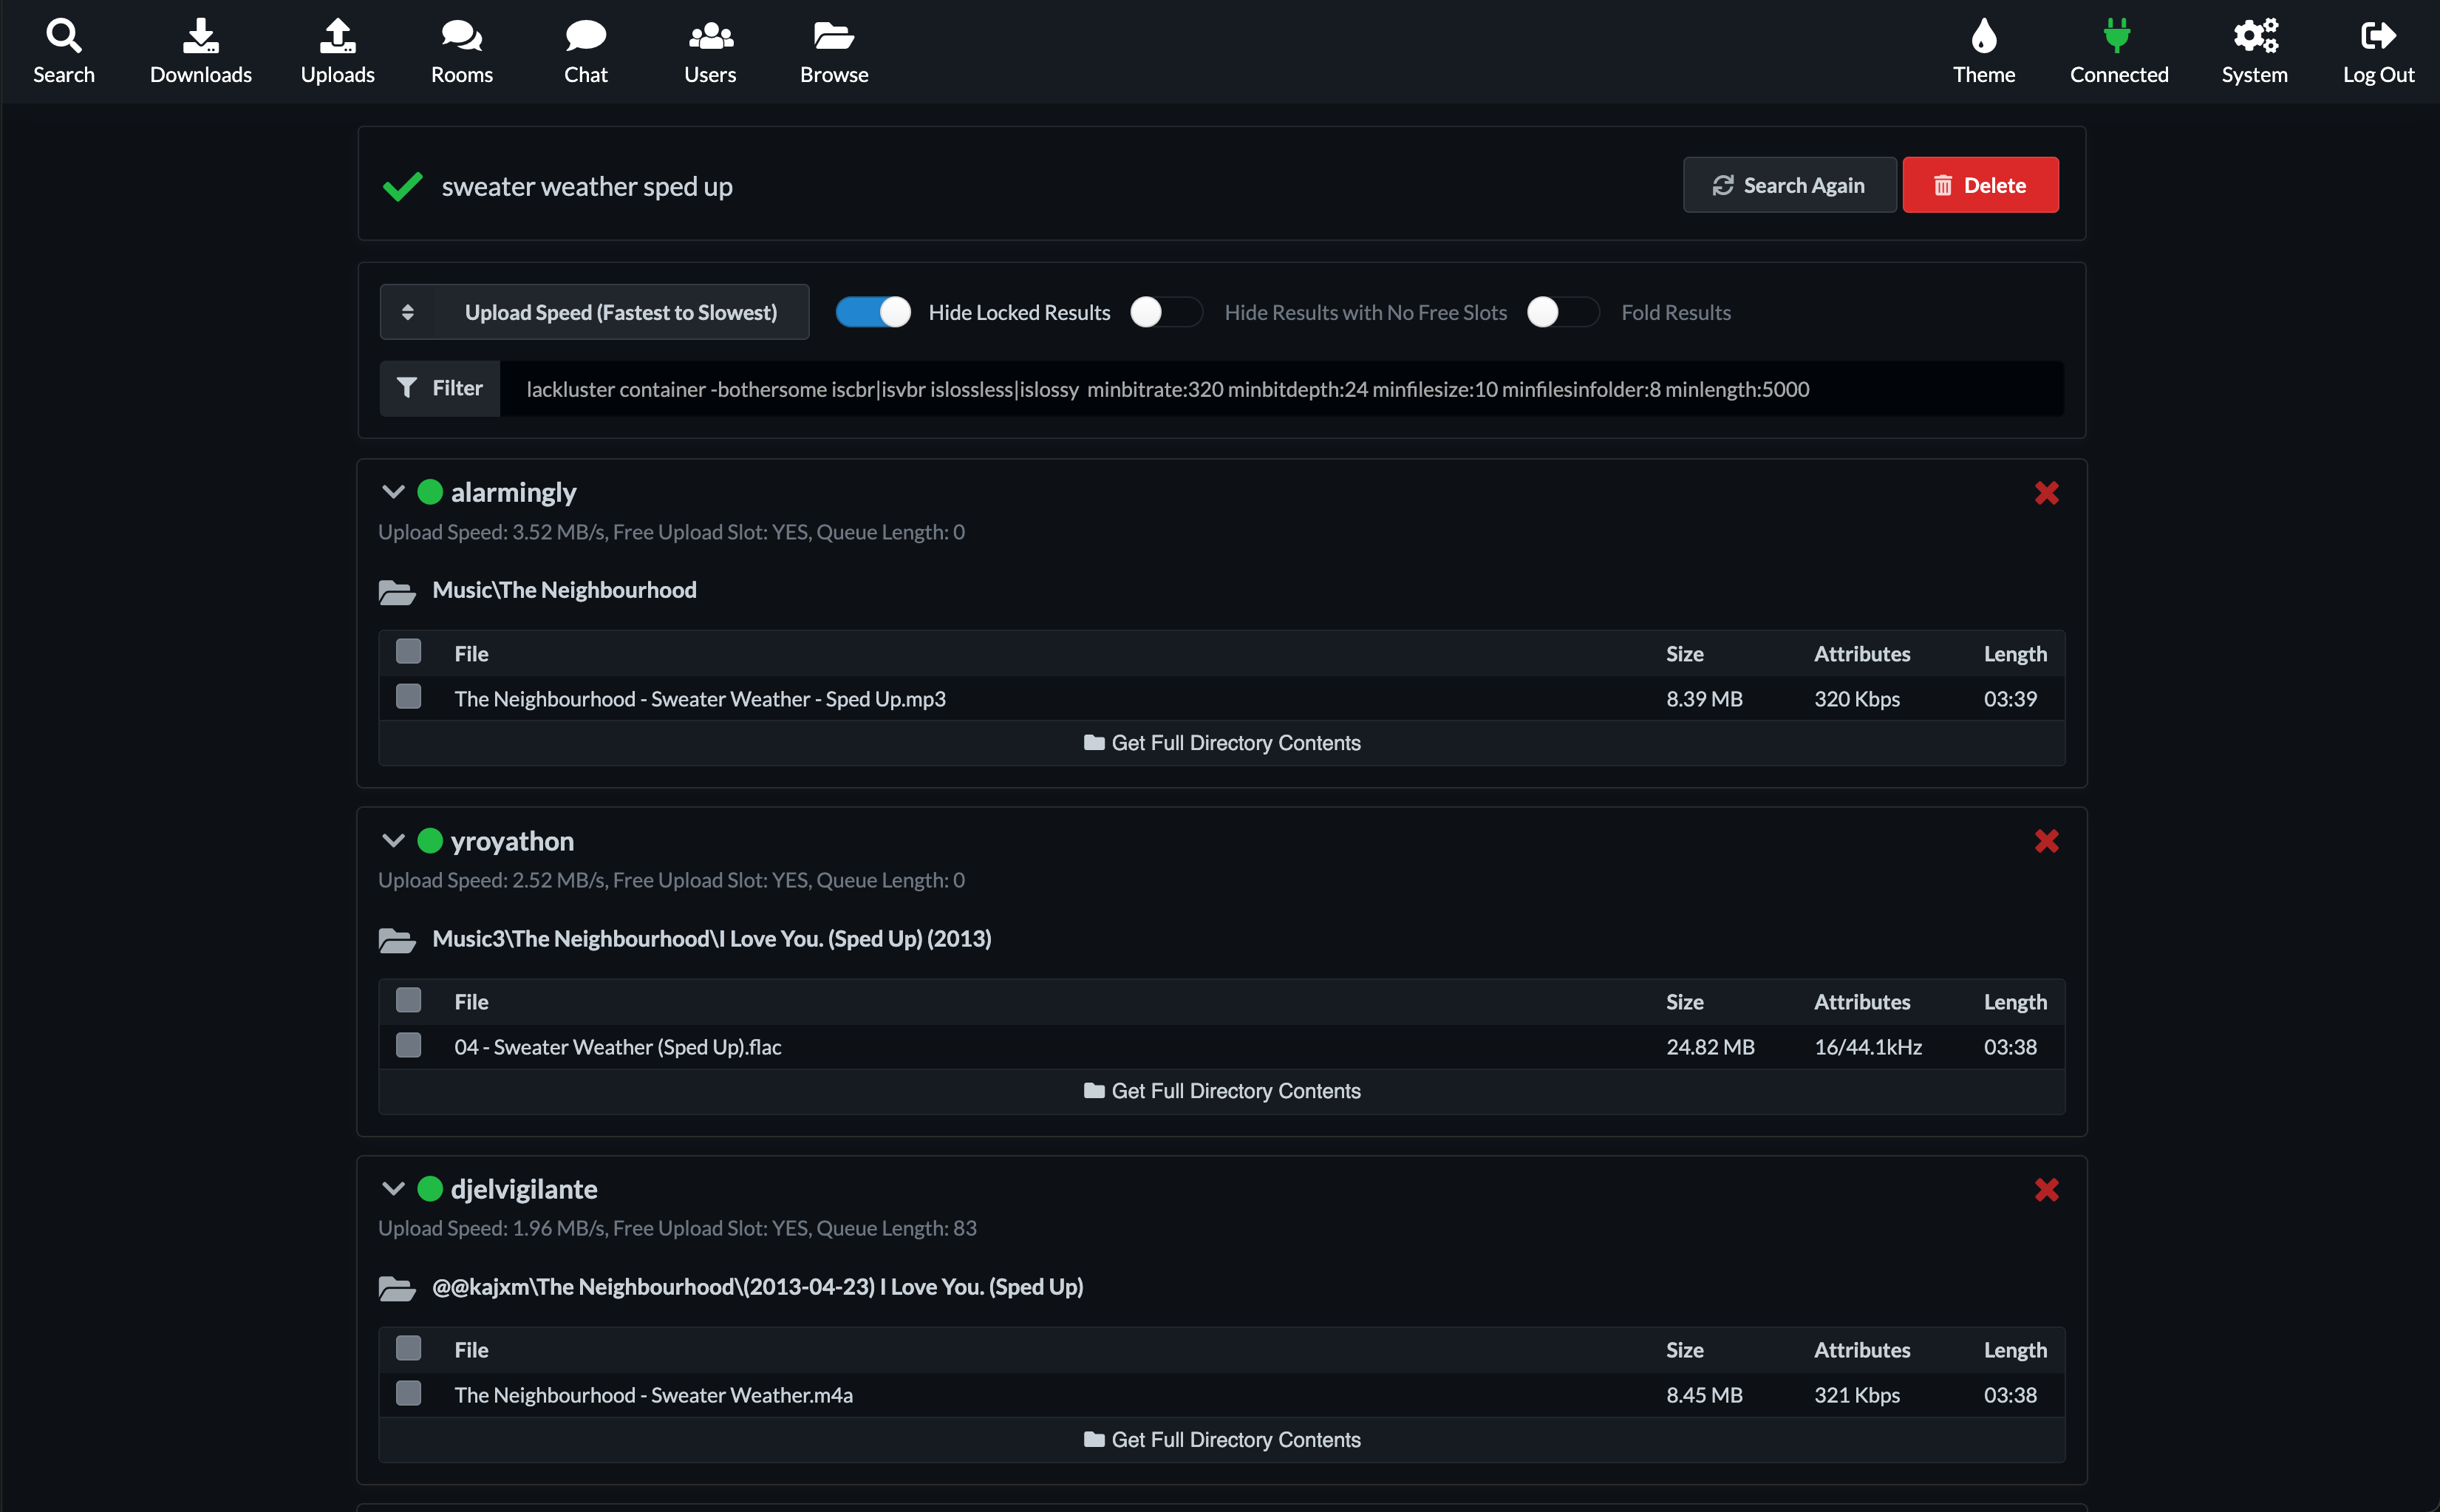 Search Downloads Uploads Rooms Chat Users Browse Theme Connected System Log Out
sweater weather sped up Search Again Delete
Upload Speed (Fastest to Slowest) Hide Locked Results Hide Results with No Free Slots Fold Results
Filter lackluster container -bothersome iscbr|isvbr islossless|islossy minbitrate:320 minbitdepth:24 minfilesize:10 minfilesinfolder:8 minlength:5000
alarmingly
Upload Speed: 3.52 MB/s, Free Upload Slot: YES, Queue Length: 0
Music\The Neighbourhood
File Size Attributes Length
The Neighbourhood - Sweater Weather - Sped Up.mp3 8.39 MB 320 Kbps 03:39
Get Full Directory Contents
yroyathon
Upload Speed: 2.52 MB/s, Free Upload Slot: YES, Queue Length: 0
Music3\The Neighbourhood\I Love You. (Sped Up) (2013)
File Size Attributes Length
04 - Sweater Weather (Sped Up).flac 24.82 MB 16/44.1kHz 03:38
Get Full Directory Contents
djelvigilante
Upload Speed: 1.96 MB/s, Free Upload Slot: YES, Queue Length: 83
@@kajxm\The Neighbourhood\(2013-04-23) I Love You. (Sped Up)
File Size Attributes Length
The Neighbourhood - Sweater Weather.m4a 8.45 MB 321 Kbps 03:38
Get Full Directory Contents